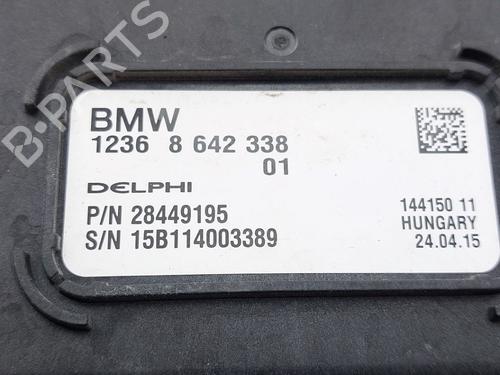 BMW
1236 8 642 338
01
DELPHI
P/N 28449195
S/N 15B114003389
144150 11
HUNGARY
24.04.15
B-PARTS